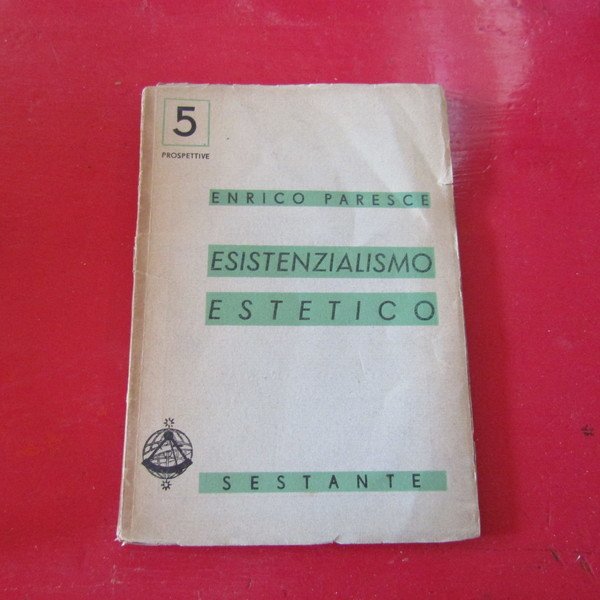 5
PROSPETTIVE
ENRICO PARESCE
ESISTENZIALISMO
ESTETICO
SESTANTE